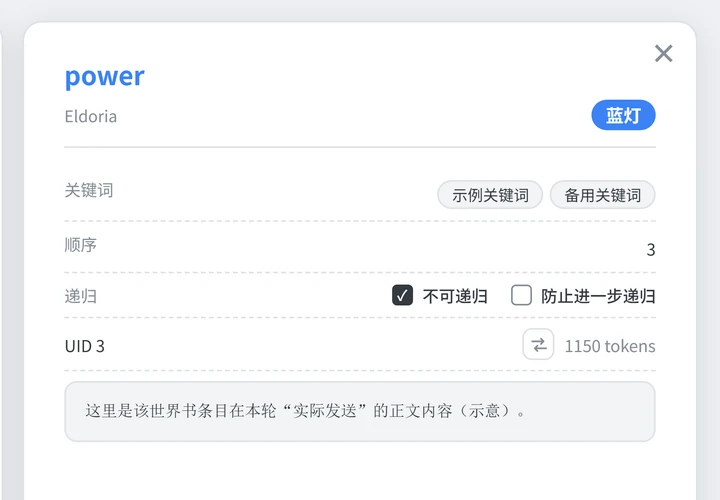 power
Eldoria
蓝灯
关键词
示例关键词 备用关键词
顺序
3
递归
不可递归 防止进一步递归
UID 3
1150 tokens
这里是该世界书条目在本轮“实际发送”的正文内容（示意）。